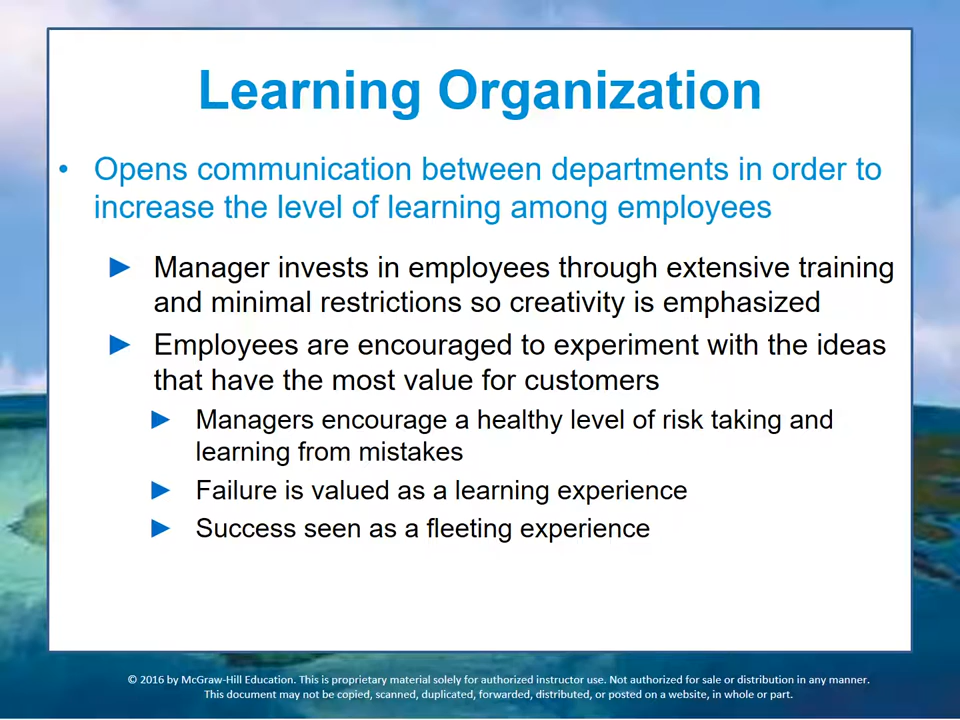 Learning Organization
• Opens communication between departments in order to
increase the level of learning among employees
► Manager invests in employees through extensive training
and minimal restrictions so creativity is emphasized
► Employees are encouraged to experiment with the ideas
that have the most value for customers
► Managers encourage a healthy level of risk taking and
learning from mistakes
► Failure is valued as a learning experience
► Success seen as a fleeting experience
© 2016 by McGraw-Hill Education. This is proprietary material solely for authorized instructor use. Not authorized for sale or distribution in any manner.
This document may not be copied, scanned, duplicated, forwarded, distributed, or posted on a website, in whole or part.